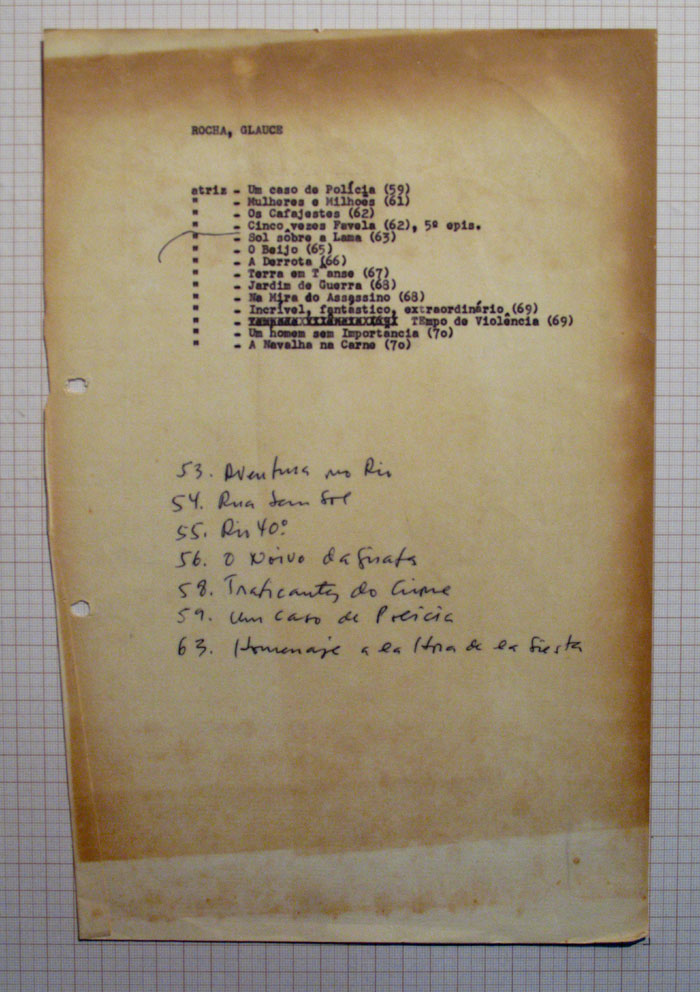 ROCHA, GLAUCE
atriz - Um caso de Polícia (59)
" - Mulheres e Milhões (61)
" - Os Cafajestes (62)
" - Cinco vezes Favela (62), 5º epis.
" - Sol sôbre a Lama (63)
" - O Beijo (65)
" - A Derrota (66)
" - Terra em T anse (67)
" - Jardim de Guerra (68)
" - Na Mira do Assassino (68)
" - Incrível, fantástico, extraordinário (69)
" - TEmpo de Violência (69)
" - Um homem sem Importância (70)
" - A Navalha na Carne (70)
53. Aventura no Rio
54. Rua Sem Sol
55. Rio 40º
56. O Noivo da Girafa
58. Traficantes do Crime
59. Um Caso de Polícia
63. Homenaje a la Hora de la Siesta